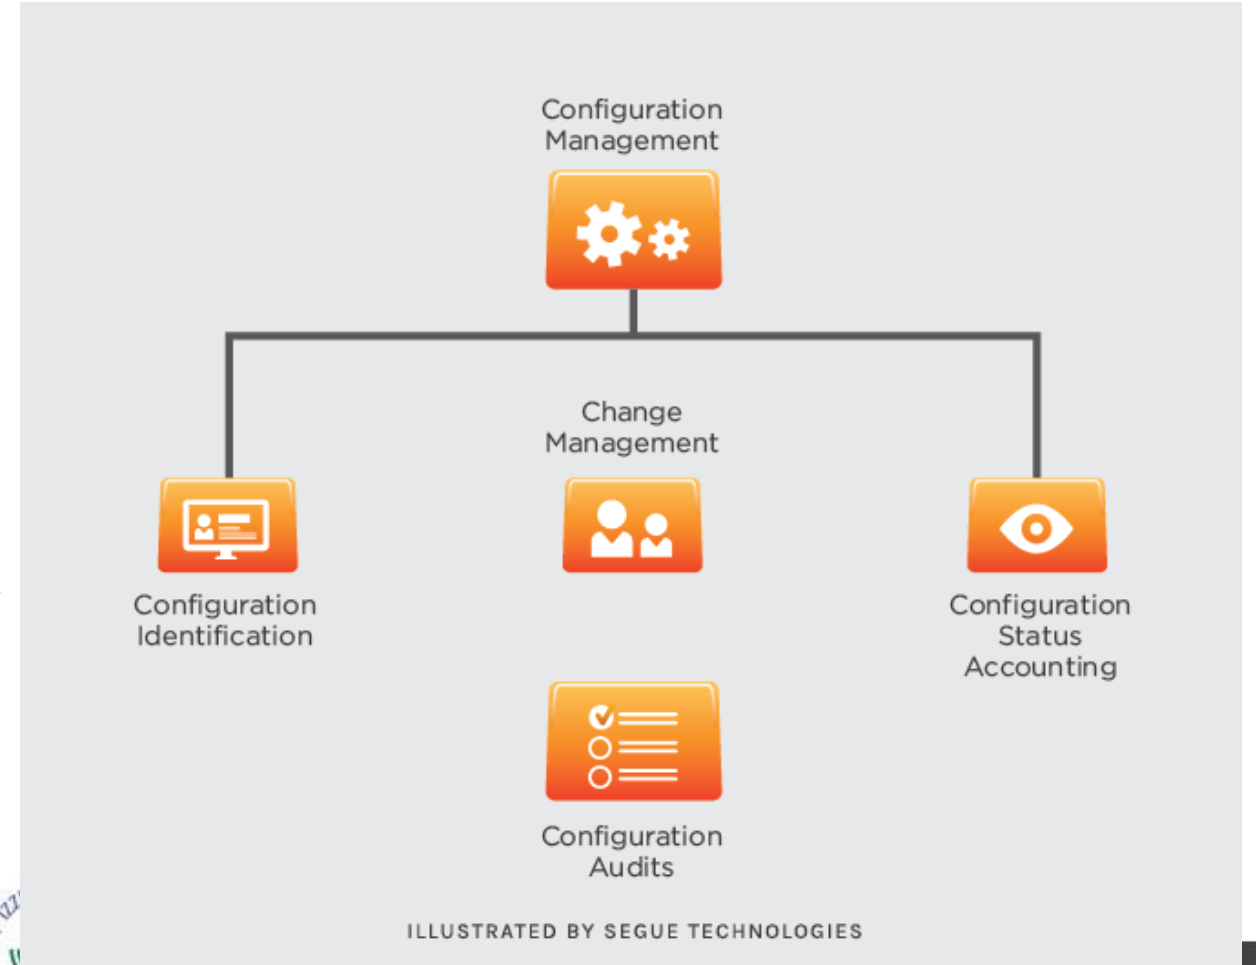 Configuration
Management
Change
Management
Configuration
Identification
Configuration
Status
Accounting
Configuration
Audits
ILLUSTRATED BY SEGUE TECHNOLOGIES